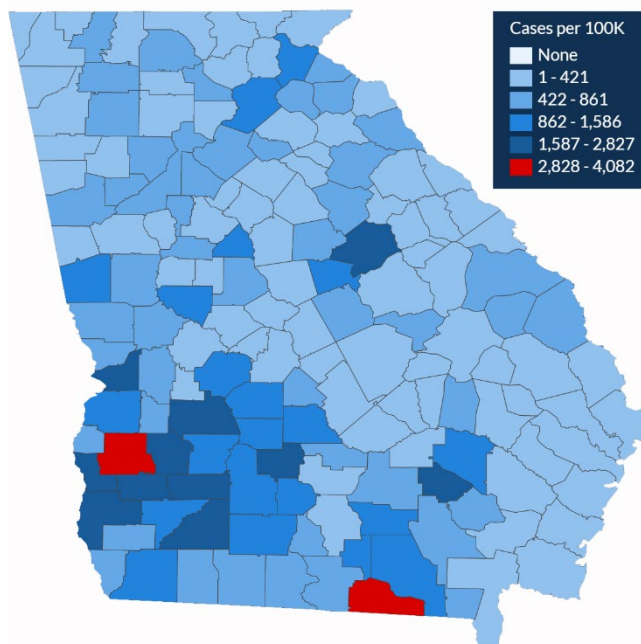 Cases per 100K
None
1 - 421
422 - 861
862 - 1,586
1,587 - 2,827
2,828 - 4,082